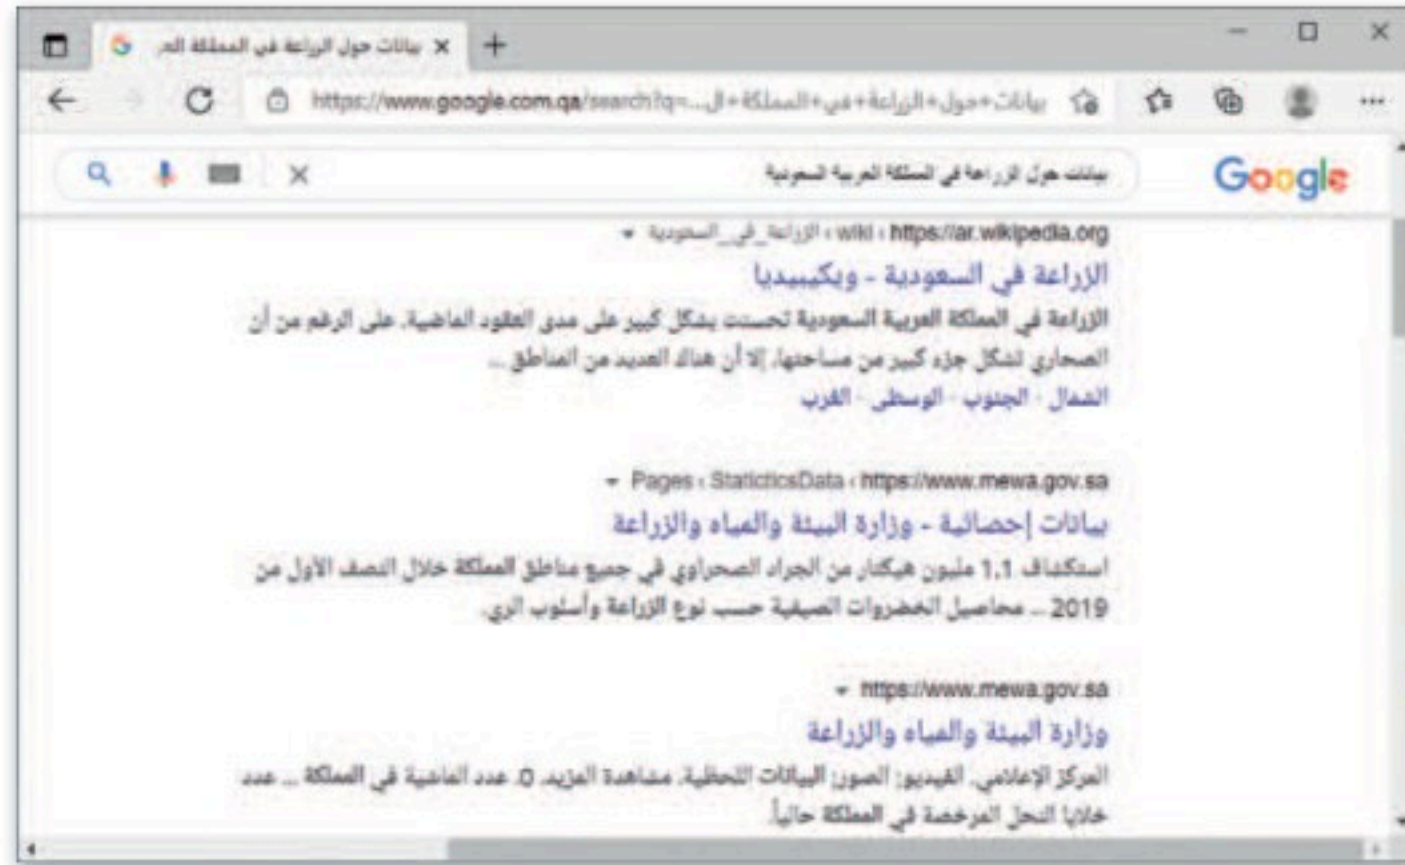 بيانات حول الزراعة في المملكة الع
https://www.google.com.qa/search?q=...بيانات+حول+الزراعة+في+المملكة+ال
Google
بيانات حول الزراعة في المملكة العربية السعودية
https://ar.wikipedia.org › wiki › الزراعة_في_السعودية
الزراعة في السعودية - ويكيبيديا
الزراعة في المملكة العربية السعودية تحسنت بشكل كبير على مدى العقود الماضية. على الرغم من أن
الصحاري تشكل جزء كبير من مساحتها، إلا أن هناك العديد من المناطق ...
الشمال · الجنوب · الوسطى · الغرب
https://www.mewa.gov.sa › StaticticsData › Pages
بيانات إحصائية - وزارة البيئة والمياه والزراعة
استكشاف 1,1 مليون هيكتار من الجراد الصحراوي في جميع مناطق المملكة خلال النصف الأول من
2019 ... محاصيل الخضروات الصيفية حسب نوع الزراعة وأسلوب الري.
https://www.mewa.gov.sa
وزارة البيئة والمياه والزراعة
المركز الإعلامي. الفيديو؛ الصور؛ البيانات اللحظية. مشاهدة المزيد. 0. عدد الماشية في المملكة ... عدد
خلايا النحل المرخصة في المملكة حالياً.